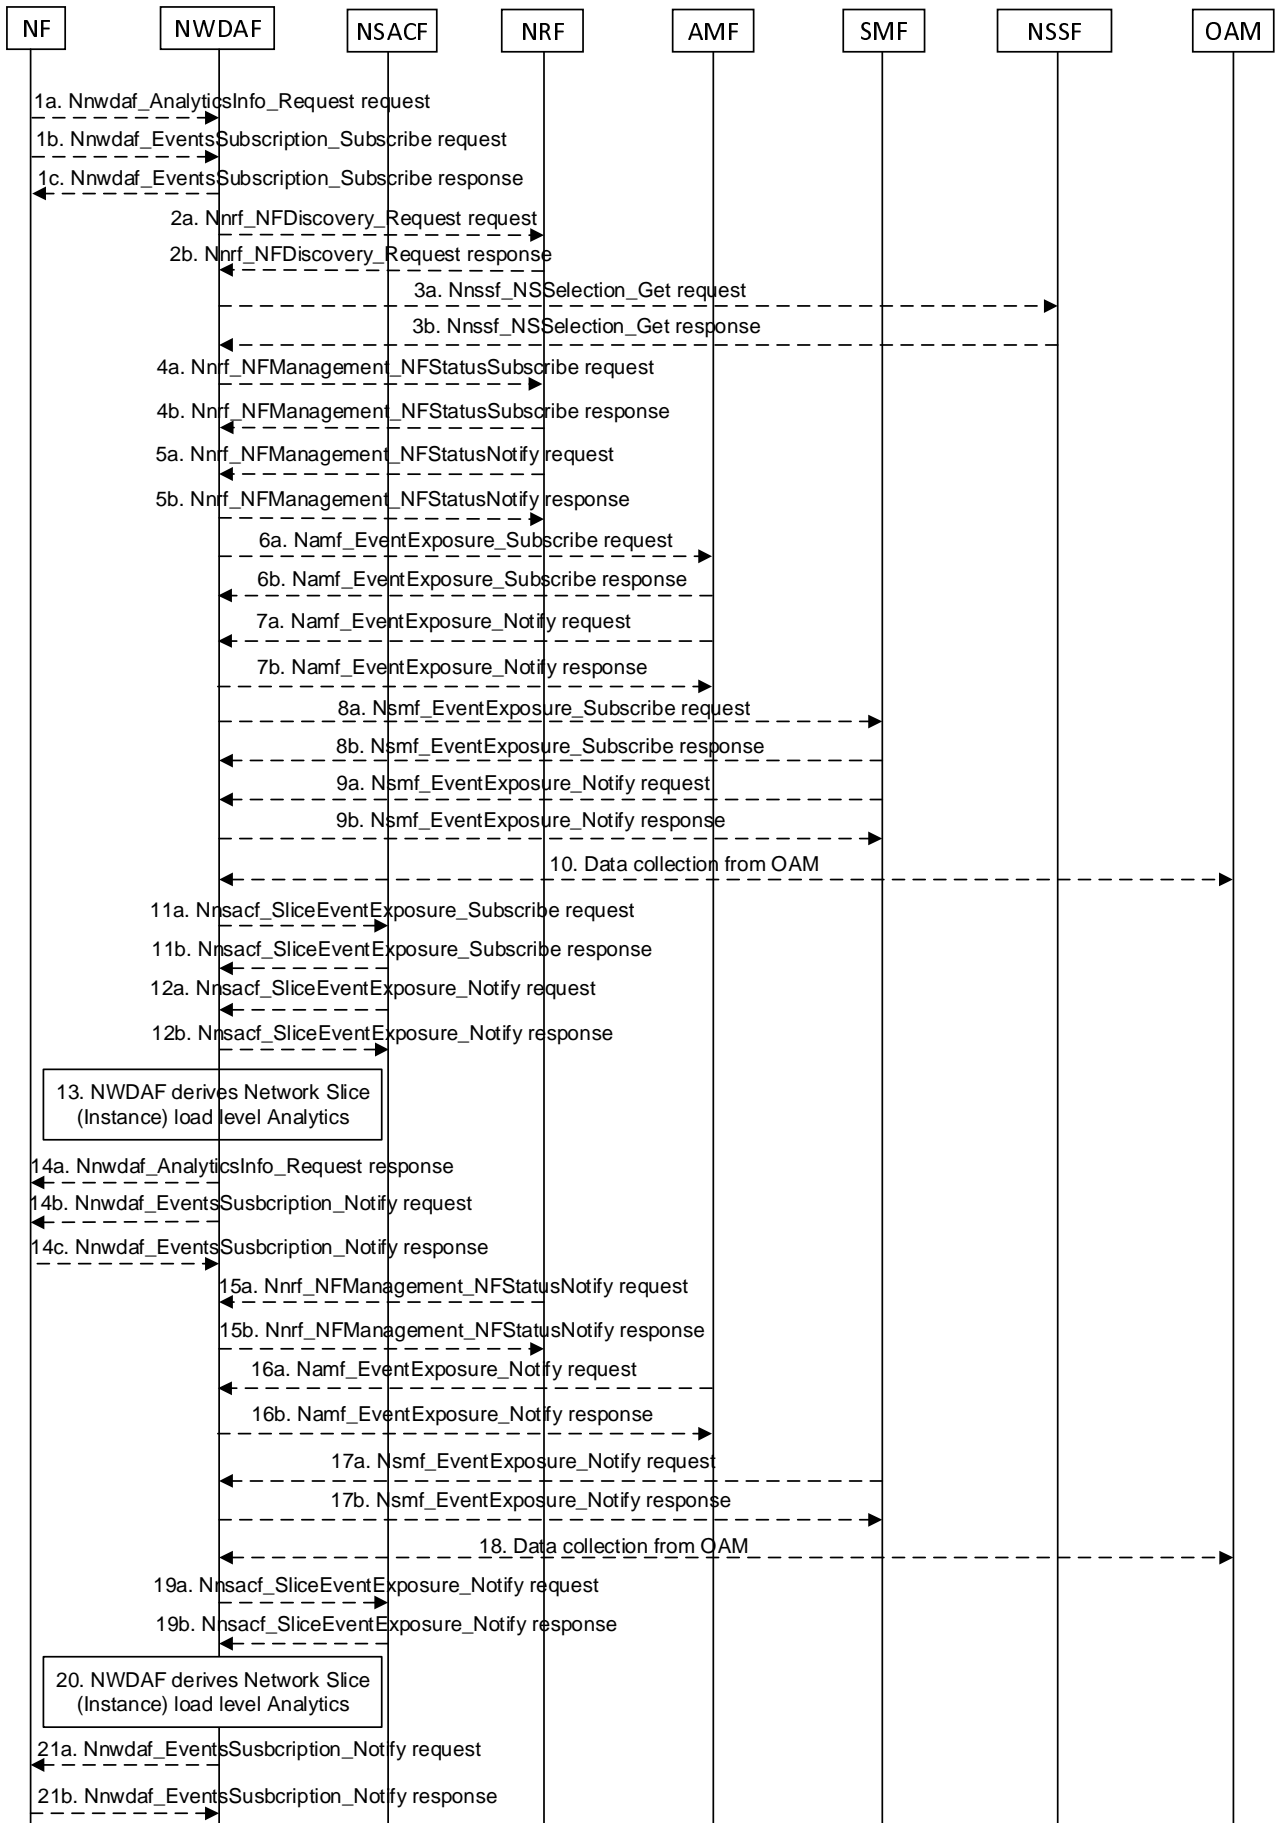 NF
NWDAF
NSACF
NRF
AMF
SMF
NSSF
OAM
1a. Nnwdaf_AnalyticsInfo_Request request
1b. Nnwdaf_EventsSubscription_Subscribe request
1c. Nnwdaf_EventsSubscription_Subscribe response
2a. Nnrf_NFDiscovery_Request request
2b. Nnrf_NFDiscovery_Request response
3a. Nnssf_NSSelection_Get request
3b. Nnssf_NSSelection_Get response
4a. Nnrf_NFManagement_NFStatusSubscribe request
4b. Nnrf_NFManagement_NFStatusSubscribe response
5a. Nnrf_NFManagement_NFStatusNotify request
5b. Nnrf_NFManagement_NFStatusNotify response
6a. Namf_EventExposure_Subscribe request
6b. Namf_EventExposure_Subscribe response
7a. Namf_EventExposure_Notify request
7b. Namf_EventExposure_Notify response
8a. Nsmf_EventExposure_Subscribe request
8b. Nsmf_EventExposure_Subscribe response
9a. Nsmf_EventExposure_Notify request
9b. Nsmf_EventExposure_Notify response
10. Data collection from OAM
11a. Nnsacf_SliceEventExposure_Subscribe request
11b. Nnsacf_SliceEventExposure_Subscribe response
12a. Nnsacf_SliceEventExposure_Notify request
12b. Nnsacf_SliceEventExposure_Notify response
13. NWDAF derives Network Slice
(Instance) load level Analytics
14a. Nnwdaf_AnalyticsInfo_Request response
14b. Nnwdaf_EventsSusbcription_Notify request
14c. Nnwdaf_EventsSusbcription_Notify response
15a. Nnrf_NFManagement_NFStatusNotify request
15b. Nnrf_NFManagement_NFStatusNotify response
16a. Namf_EventExposure_Notify request
16b. Namf_EventExposure_Notify response
17a. Nsmf_EventExposure_Notify request
17b. Nsmf_EventExposure_Notify response
18. Data collection from OAM
19a. Nnsacf_SliceEventExposure_Notify request
19b. Nnsacf_SliceEventExposure_Notify response
20. NWDAF derives Network Slice
(Instance) load level Analytics
21a. Nnwdaf_EventsSusbcription_Notify request
21b. Nnwdaf_EventsSusbcription_Notify response